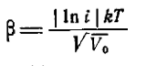 β = |ln i| kT / √V₀